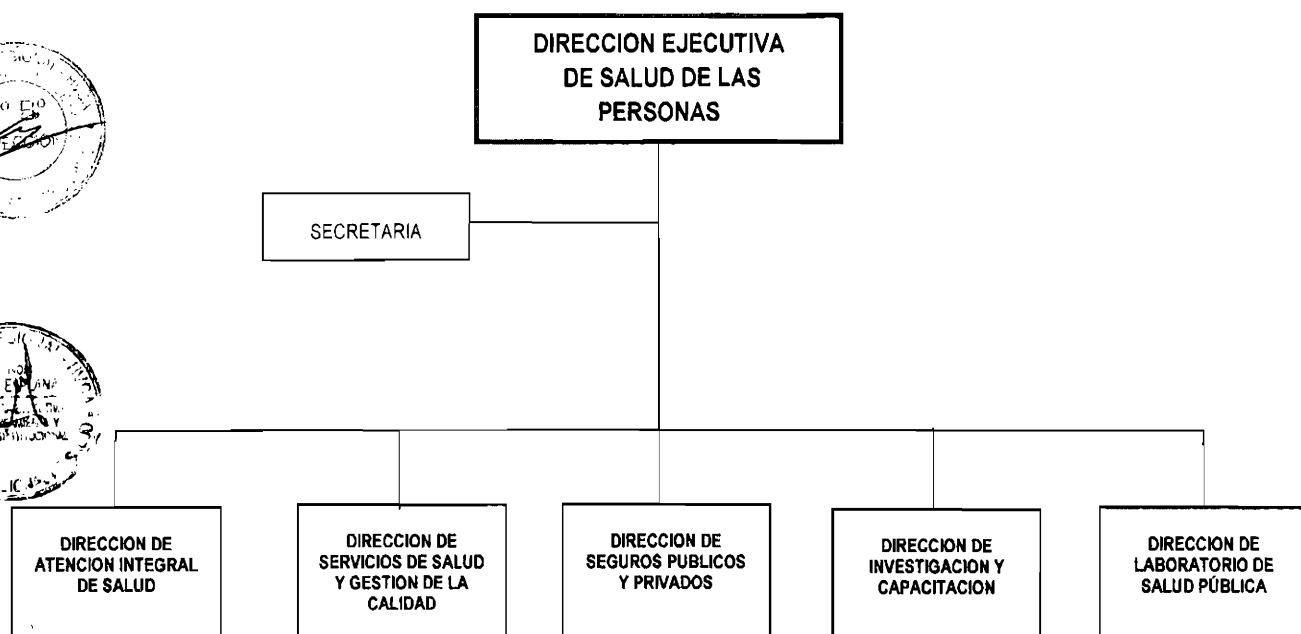 DIRECCION EJECUTIVA
DE SALUD DE LAS
PERSONAS
SECRETARIA
DIRECCION DE
ATENCION INTEGRAL
DE SALUD
DIRECCION DE
SERVICIOS DE SALUD
Y GESTION DE LA
CALIDAD
DIRECCION DE
SEGUROS PUBLICOS
Y PRIVADOS
DIRECCION DE
INVESTIGACION Y
CAPACITACION
DIRECCION DE
LABORATORIO DE
SALUD PÚBLICA